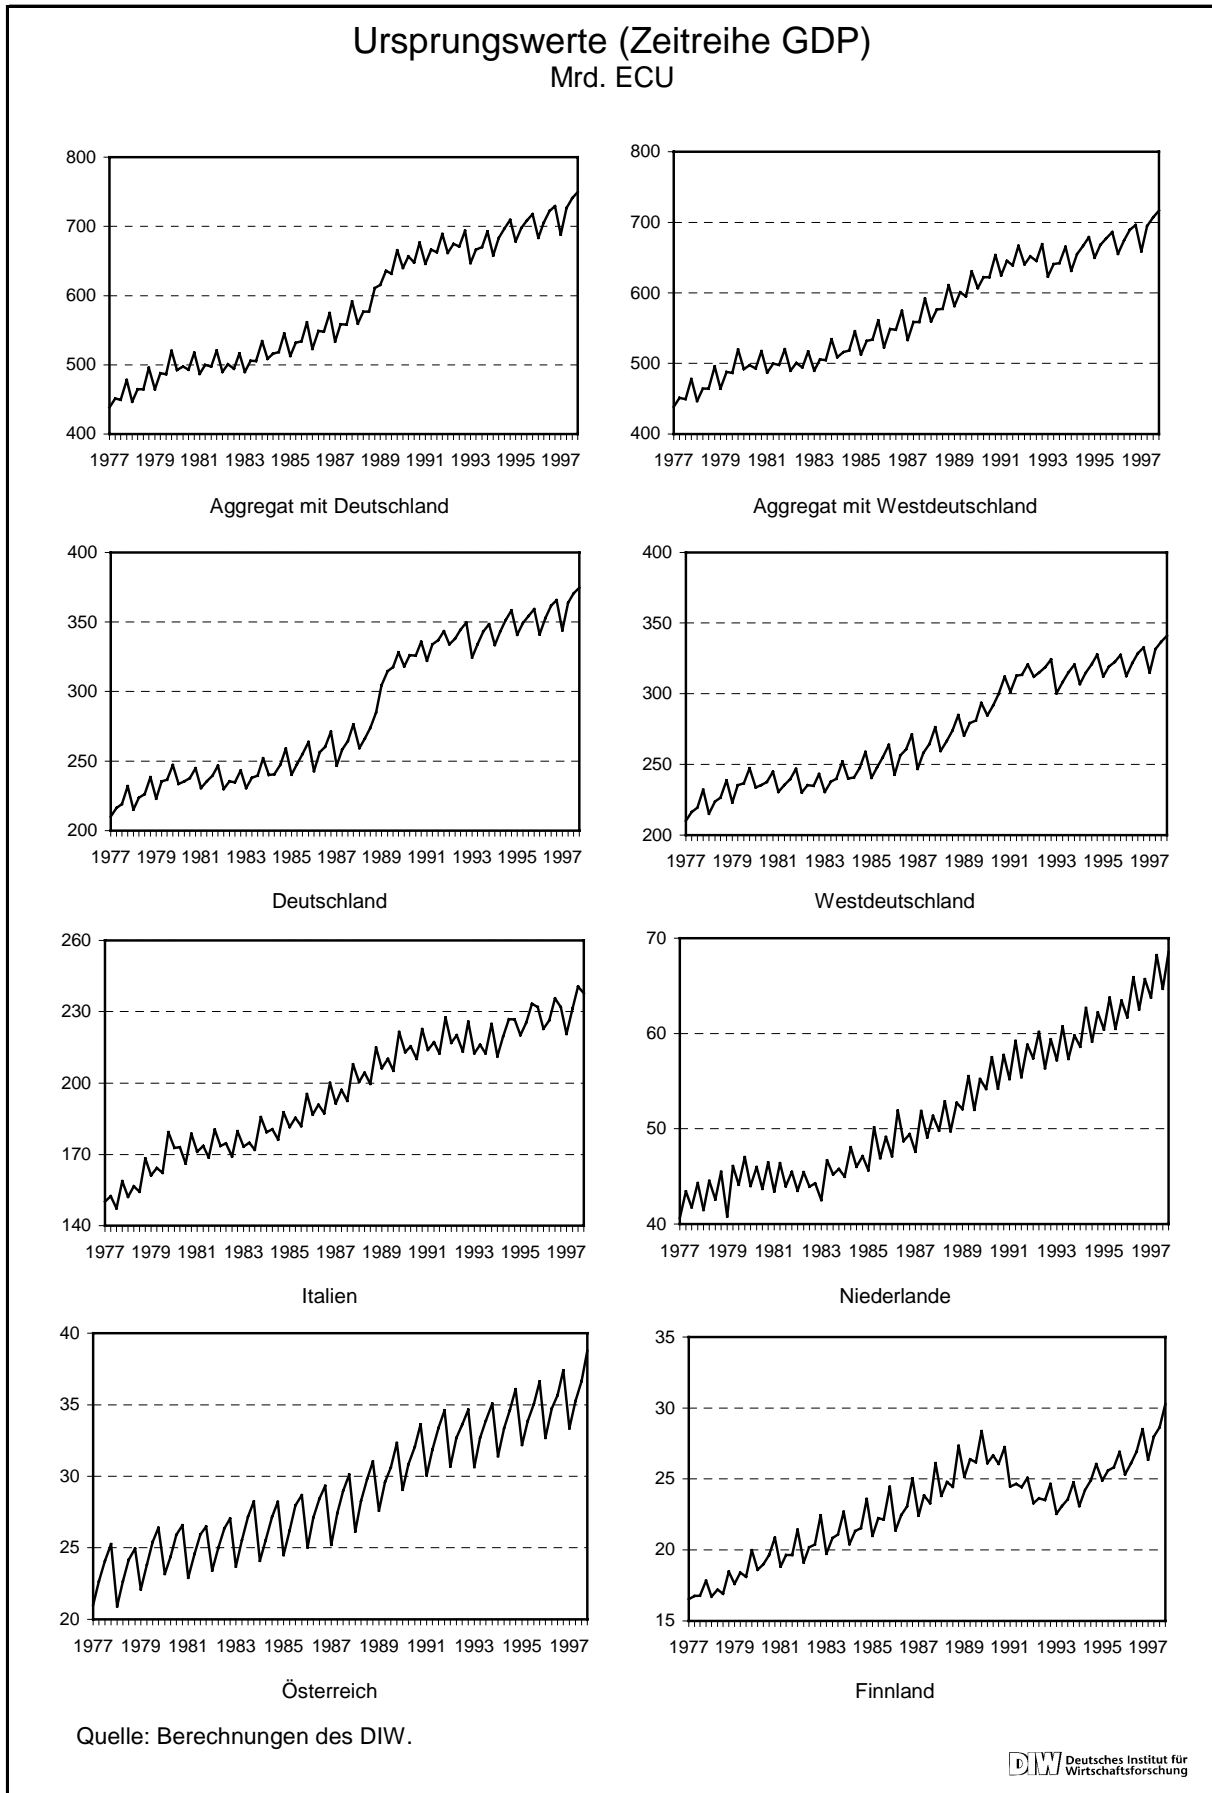 Ursprungswerte (Zeitreihe GDP)
Mrd. ECU
800
700
600
500
400
1977 1979 1981 1983 1985 1987 1989 1991 1993 1995 1997
Aggregat mit Deutschland
800
700
600
500
400
1977 1979 1981 1983 1985 1987 1989 1991 1993 1995 1997
Aggregat mit Westdeutschland
400
350
300
250
200
1977 1979 1981 1983 1985 1987 1989 1991 1993 1995 1997
Deutschland
400
350
300
250
200
1977 1979 1981 1983 1985 1987 1989 1991 1993 1995 1997
Westdeutschland
260
230
200
170
140
1977 1979 1981 1983 1985 1987 1989 1991 1993 1995 1997
Italien
70
60
50
40
1977 1979 1981 1983 1985 1987 1989 1991 1993 1995 1997
Niederlande
40
35
30
25
20
1977 1979 1981 1983 1985 1987 1989 1991 1993 1995 1997
Österreich
35
30
25
20
15
1977 1979 1981 1983 1985 1987 1989 1991 1993 1995 1997
Finnland
Quelle: Berechnungen des DIW.
DIW Deutsches Institut für
Wirtschaftsforschung